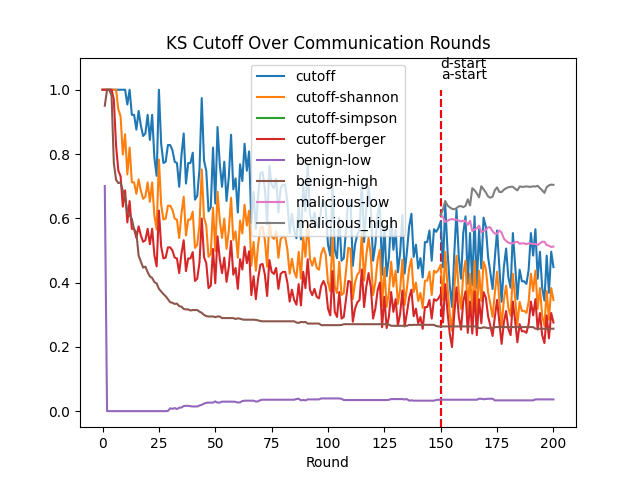 KS Cutoff Over Communication Rounds
d-start
a-start
cutoff
cutoff-shannon
cutoff-simpson
cutoff-berger
benign-low
benign-high
malicious-low
malicious_high
1.0
0.8
0.6
0.4
0.2
0.0
0 25 50 75 100 125 150 175 200
Round